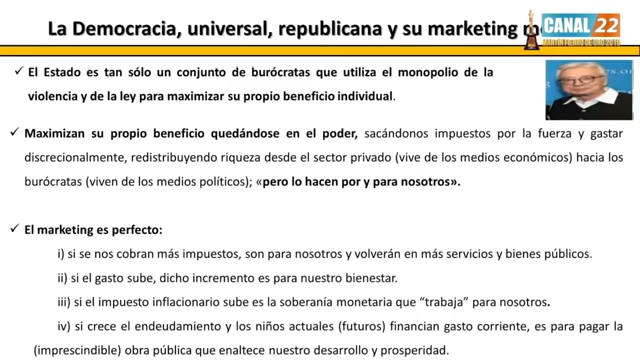 La Democracia, universal, republicana y su marketing
CANAL 22
MARTIN FIERRO DE ORO 2010
✓ El Estado es tan sólo un conjunto de burócratas que utiliza el monopolio de la
violencia y de la ley para maximizar su propio beneficio individual.
✓ Maximizan su propio beneficio quedándose en el poder, sacándonos impuestos por la fuerza y gastar
discrecionalmente, redistribuyendo riqueza desde el sector privado (vive de los medios económicos) hacia los
burócratas (viven de los medios políticos); «pero lo hacen por y para nosotros».
✓ El marketing es perfecto:
i) si se nos cobran más impuestos, son para nosotros y volverán en más servicios y bienes públicos.
ii) si el gasto sube, dicho incremento es para nuestro bienestar.
iii) si el impuesto inflacionario sube es la soberanía monetaria que “trabaja” para nosotros.
iv) si crece el endeudamiento y los niños actuales (futuros) financian gasto corriente, es para pagar la
(imprescindible) obra pública que enaltece nuestro desarrollo y prosperidad.